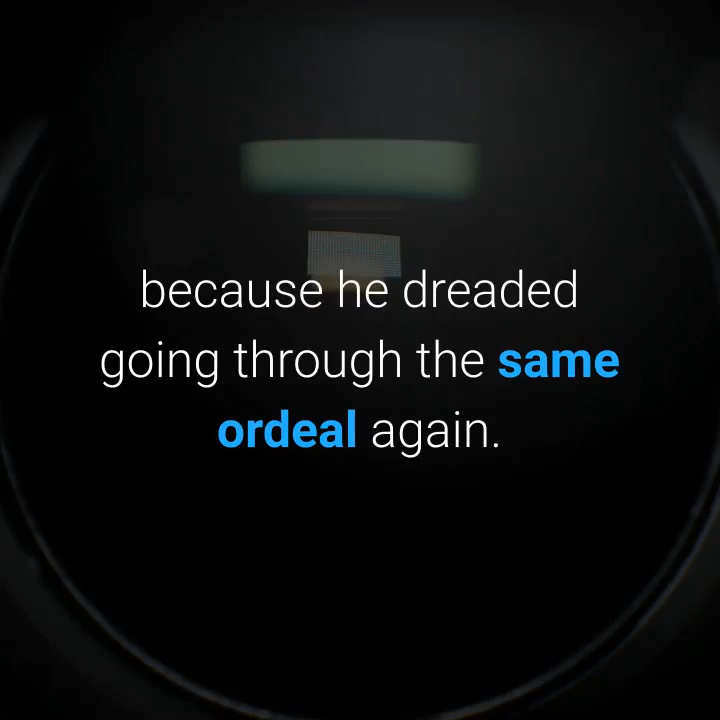 because he dreaded
going through the same
ordeal again.